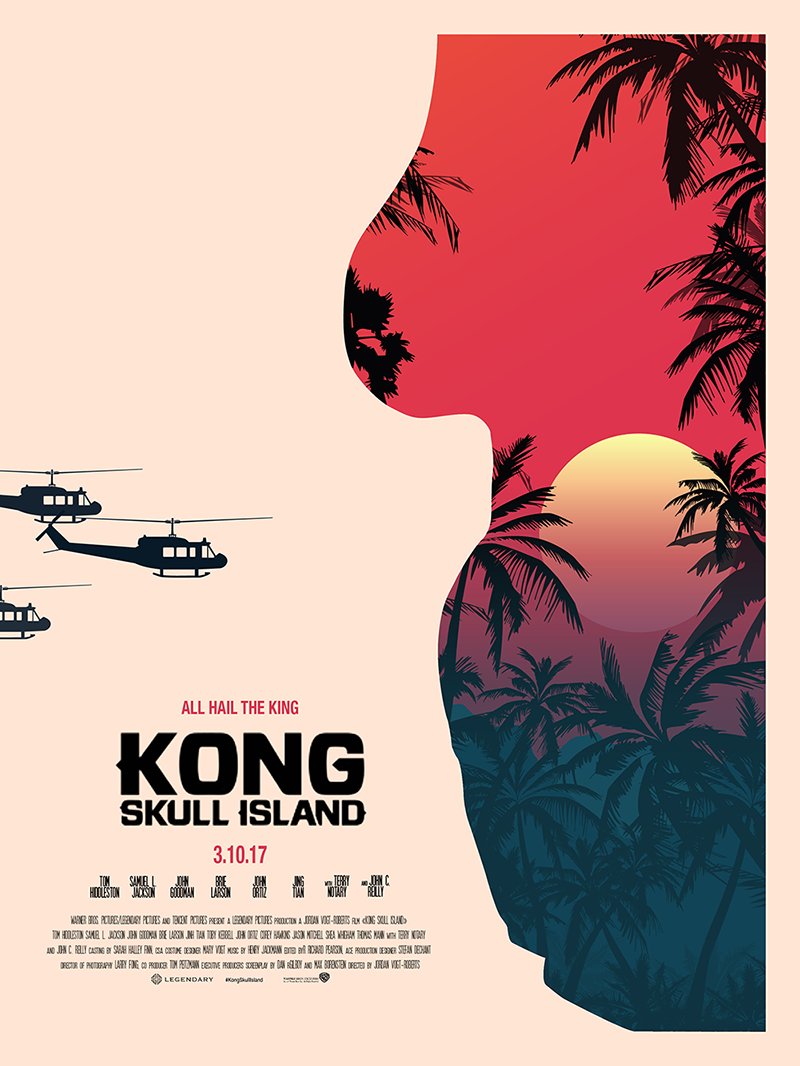 ALL HAIL THE KING
KONG
SKULL ISLAND
3.10.17
TOM HIDDLESTON SAMUEL L. JACKSON JOHN GOODMAN BRIE LARSON JOHN ORTIZ JING TIAN WITH TERRY NOTARY AND JOHN C. REILLY
WARNER BROS. PICTURES/LEGENDARY PICTURES AND TENCENT PICTURES PRESENT A LEGENDARY PICTURES PRODUCTION A JORDAN VOGT-ROBERTS FILM «KONG SKULL ISLAND»
TOM HIDDLESTON SAMUEL L. JACKSON JOHN GOODMAN BRIE LARSON JINH TIAN TOBY KEBBELL JOHN ORTIZ COREY HAWKINS JASON MITCHELL SHEA WHIGHAM THOMAS MANN WITH TERRY NOTARY
AND JOHN C. REILLY CASTING BY SARAH HALLEY FINN, CSA COSTUME DESIGNER MARY VOGT MUSIC BY HENRY JACKMANN EDITED BY RICHARD PEARSON, ACE PRODUCTION DESIGNER STEFAN DECHANT
DIRECTOR OF PHOTOGRAPHY LARRY FONG, CO PRODUCER TOM PEITZMANN EXECUTIVE PRODUCERS SCREENPLAY BY DAN GILROY AND MAX BORENSTEIN DIRECTED BY JORDAN VOGT-ROBERTS
LEGENDARY #KongSkullIsland